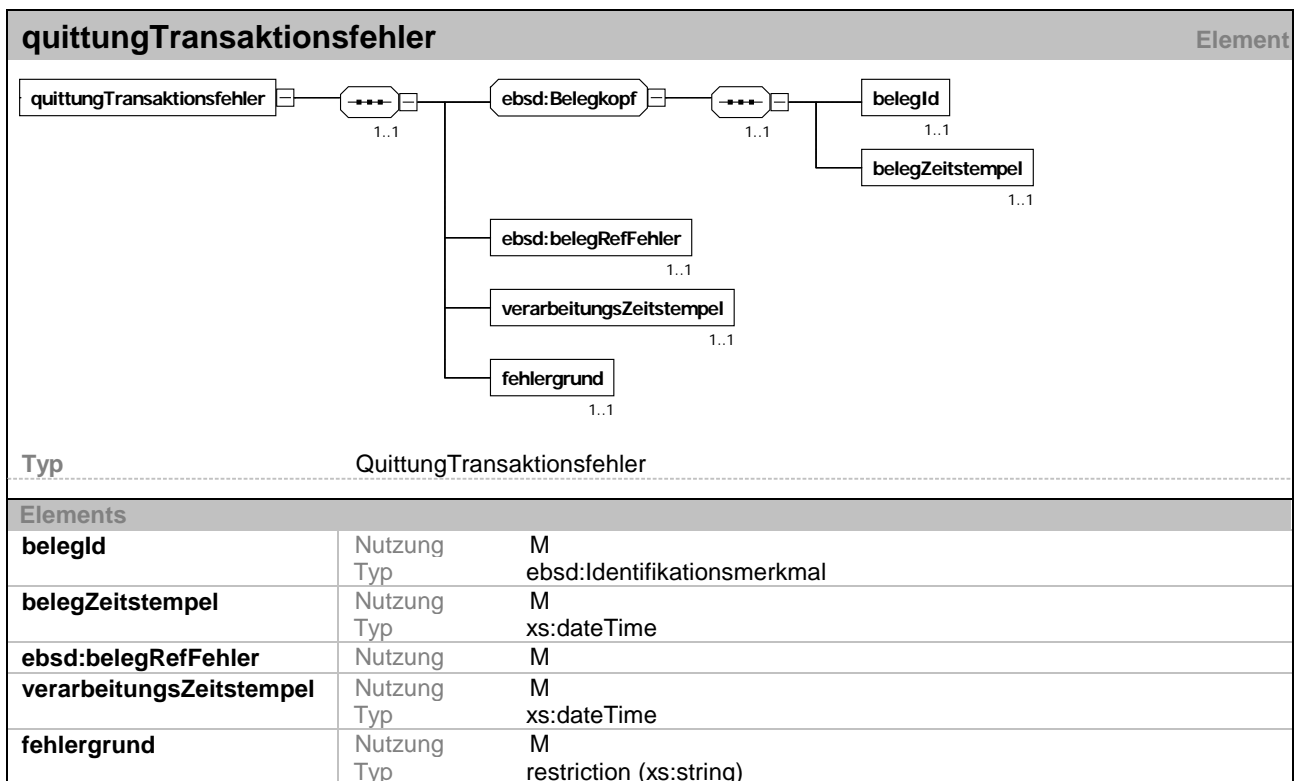 quittungTransaktionsfehler Element
quittungTransaktionsfehler ebsd:Belegkopf belegId
1..1 1..1 1..1
belegZeitstempel
1..1
ebsd:belegRefFehler
1..1
verarbeitungsZeitstempel
1..1
fehlergrund
1..1
Typ QuittungTransaktionsfehler
Elements
belegId Nutzung M
Typ ebsd:Identifikationsmerkmal
belegZeitstempel Nutzung M
Typ xs:dateTime
ebsd:belegRefFehler Nutzung M
verarbeitungsZeitstempel Nutzung M
Typ xs:dateTime
fehlergrund Nutzung M
Typ restriction (xs:string)